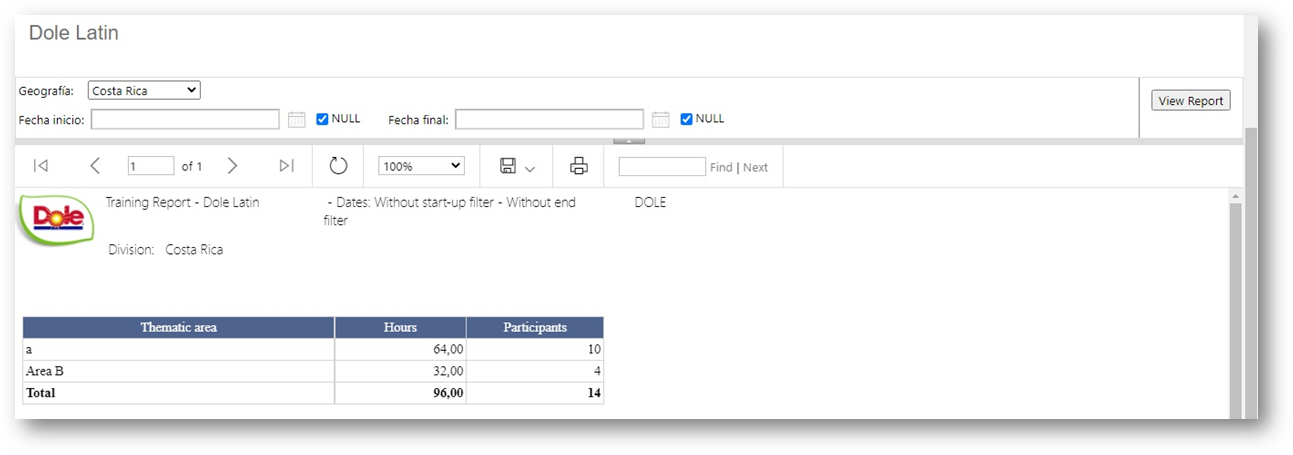 Dole Latin
Geografía: Costa Rica
View Report
Fecha inicio: NULL Fecha final: NULL
1 of 1 100% Find | Next
Dole
Training Report - Dole Latin - Dates: Without start-up filter - Without end DOLE
filter
Division: Costa Rica
Thematic area Hours Participants
a 64,00 10
Area B 32,00 4
Total 96,00 14